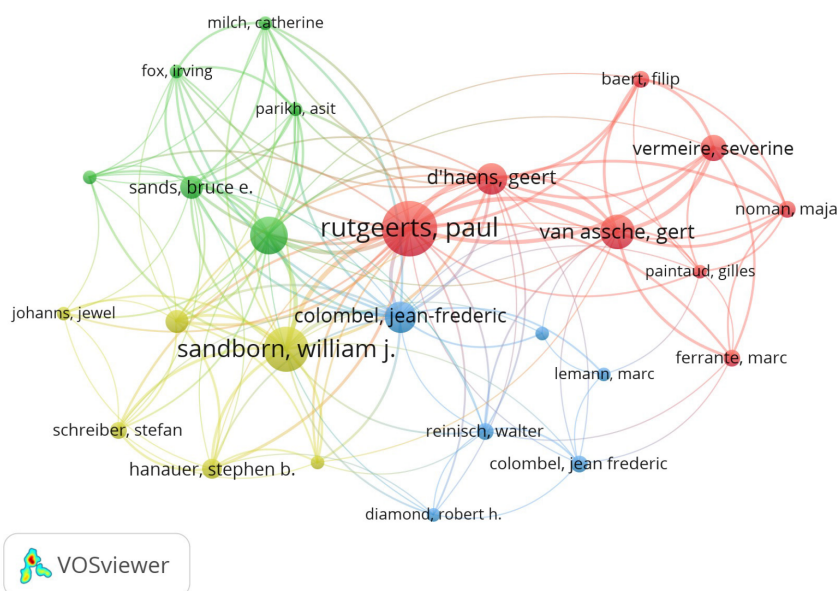 milch, catherine
fox, irving
baert, filip
parikh, asit
vermeire, severine
d'haens, geert
sands, bruce e.
noman, maja
rutgeerts, paul
van assche, gert
paintaud, gilles
johanns, jewel
colombel, jean-frederic
sandborn, william j.
ferrante, marc
lemann, marc
schreiber, stefan
reinisch, walter
hanauer, stephen b.
colombel, jean frederic
diamond, robert h.
VOSviewer